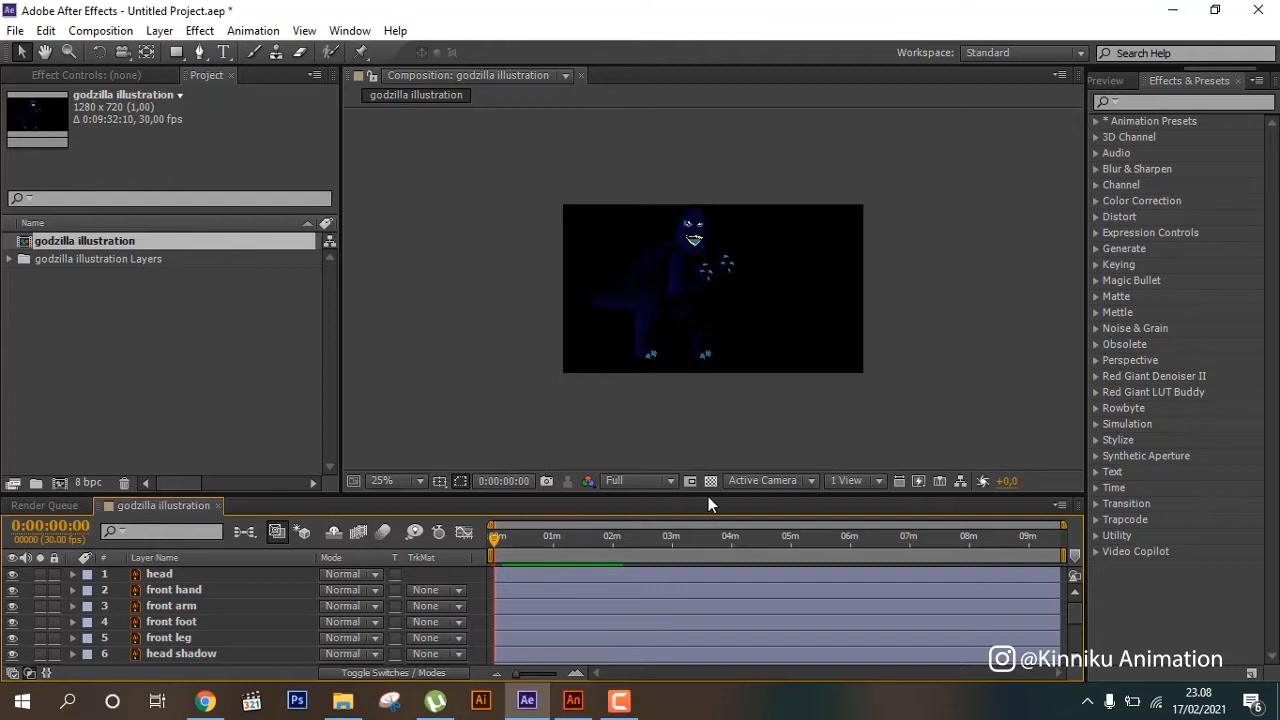 Adobe After Effects - Untitled Project.aep *
File Edit Composition Layer Effect Animation View Window Help
Workspace: Standard Search Help
Effect Controls: (none) Project Composition: godzilla illustration Preview Effects & Presets
godzilla illustration
1280 x 720 (1,00)
Δ 0:09:32:10, 30,00 fps
godzilla illustration
Name
godzilla illustration
godzilla illustration Layers
* Animation Presets
3D Channel
Audio
Blur & Sharpen
Channel
Color Correction
Distort
Expression Controls
Generate
Keying
Magic Bullet
Matte
Mettle
Noise & Grain
Obsolete
Perspective
Red Giant Denoiser II
Red Giant LUT Buddy
Rowbyte
Simulation
Stylize
Synthetic Aperture
Text
Time
Transition
Trapcode
Utility
Video Copilot
8 bpc 25% 0:00:00:00 Full Active Camera 1 View +0,0
Render Queue godzilla illustration
0:00:00:00
00000 (30.00 fps)
01m 02m 03m 04m 05m 06m 07m 08m 09m
# Layer Name Mode T TrkMat
1 head Normal
2 front hand Normal None
3 front arm Normal None
4 front foot Normal None
5 front leg Normal None
6 head shadow Normal None
Toggle Switches / Modes
@Kinniku Animation
321 Ps Ai Ae An
23.08
17/02/2021
6